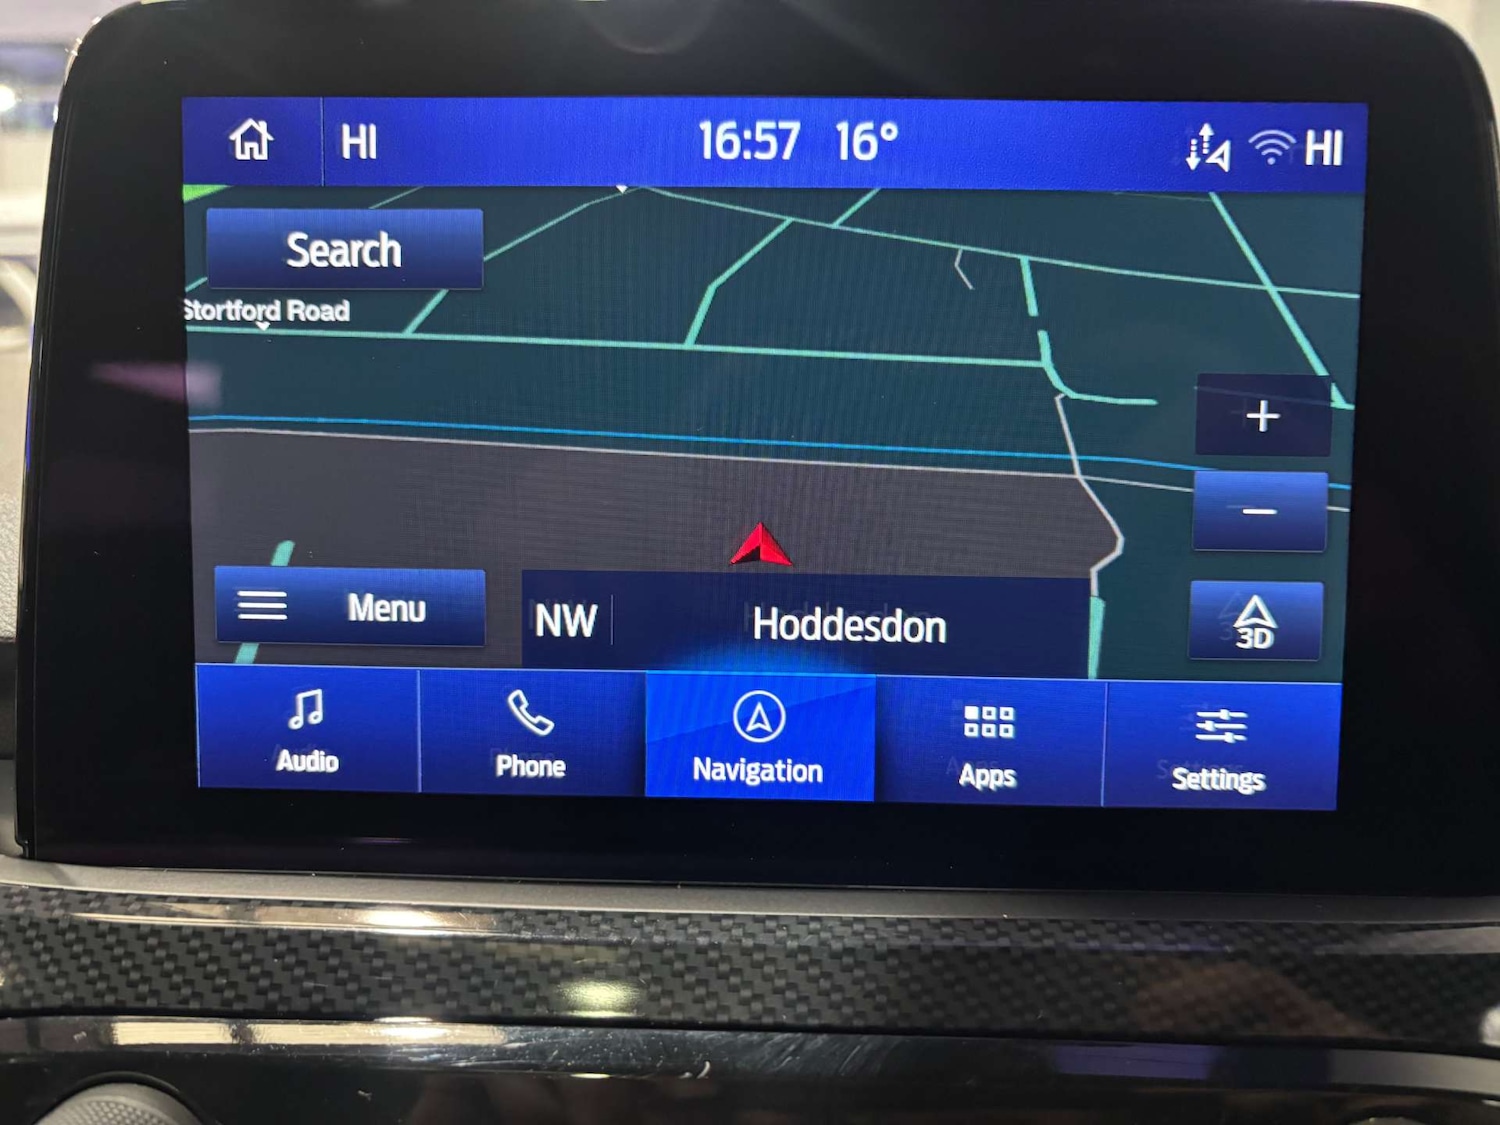 HI 16:57 16° HI
Search
Stortford Road
+
−
Menu
NW Hoddesdon
3D
Audio Phone Navigation Apps Settings